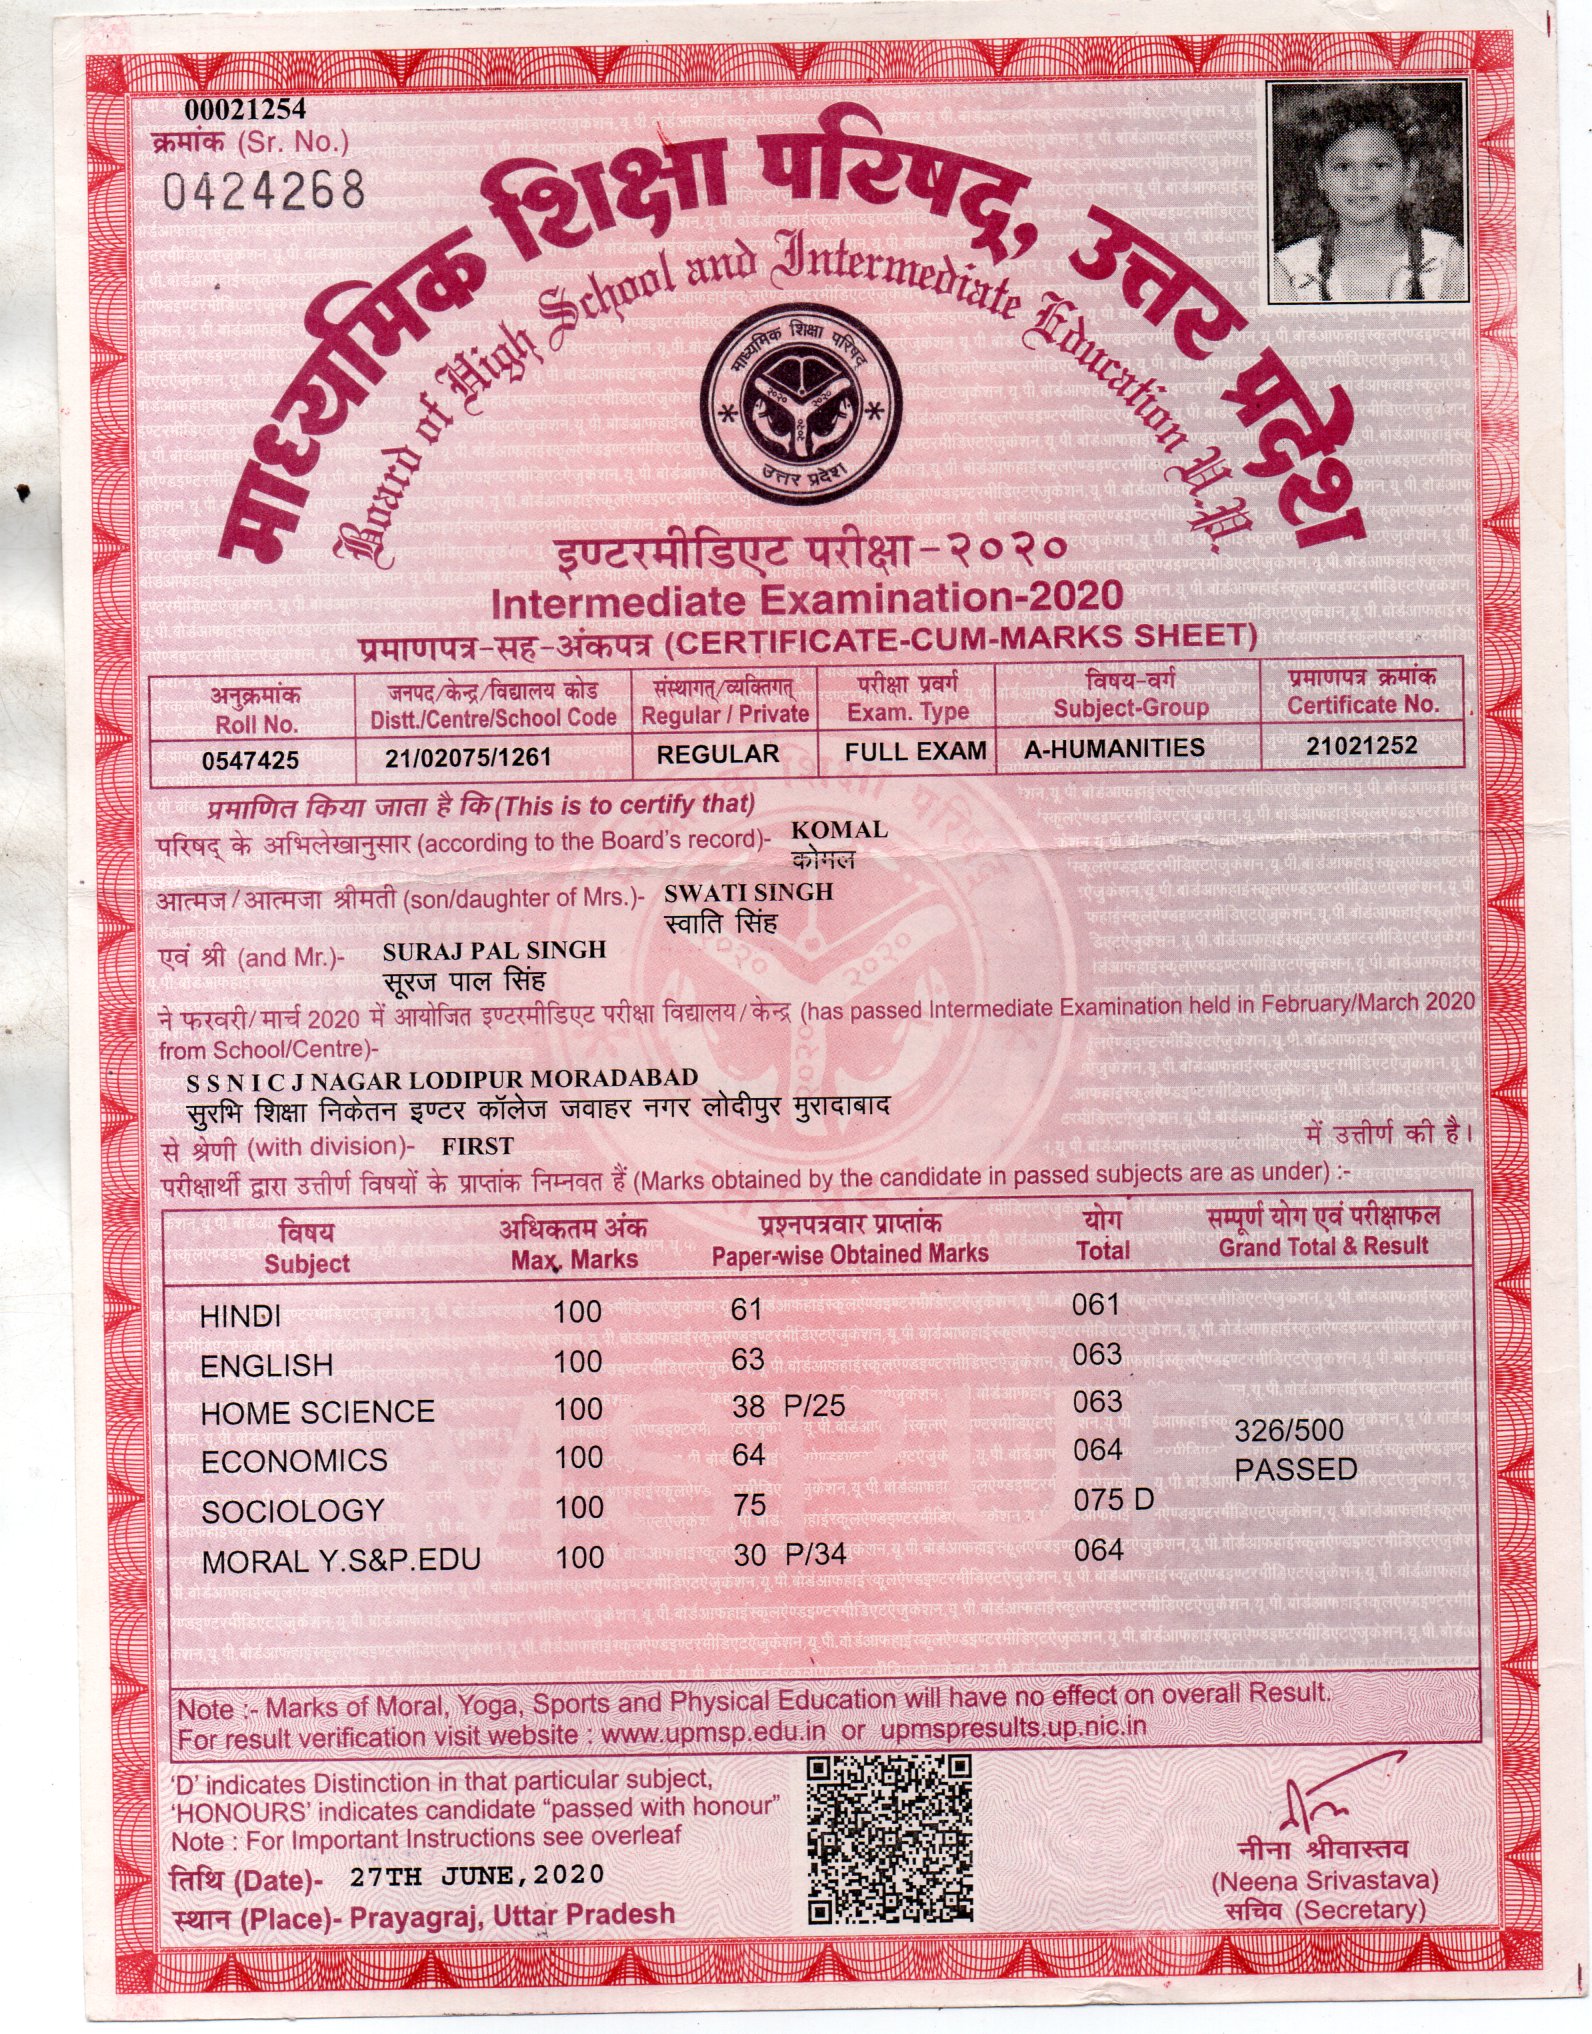 00021254
क्रमांक (Sr. No.)
0424268
माध्यमिक शिक्षा परिषद्, उत्तर प्रदेश
Board of High School and Intermediate Education U.P.
माध्यमिक शिक्षा परिषद
२०२० २०२०
२०२०
उत्तर प्रदेश
इण्टरमीडिएट परीक्षा-२०२०
Intermediate Examination-2020
प्रमाणपत्र-सह-अंकपत्र (CERTIFICATE-CUM-MARKS SHEET)
अनुक्रमांक जनपद/केन्द्र/विद्यालय कोड संस्थागत्/व्यक्तिगत् परीक्षा प्रवर्ग विषय-वर्ग प्रमाणपत्र क्रमांक
Roll No. Distt./Centre/School Code Regular / Private Exam. Type Subject-Group Certificate No.
0547425 21/02075/1261 REGULAR FULL EXAM A-HUMANITIES 21021252
प्रमाणित किया जाता है कि (This is to certify that)
परिषद् के अभिलेखानुसार (according to the Board's record)- KOMAL
कोमल
आत्मज/आत्मजा श्रीमती (son/daughter of Mrs.)- SWATI SINGH
स्वाति सिंह
एवं श्री (and Mr.)- SURAJ PAL SINGH
सूरज पाल सिंह
ने फरवरी/मार्च 2020 में आयोजित इण्टरमीडिएट परीक्षा विद्यालय/केन्द्र (has passed Intermediate Examination held in February/March 2020
from School/Centre)-
S S N I C J NAGAR LODIPUR MORADABAD
सुरभि शिक्षा निकेतन इण्टर कॉलेज जवाहर नगर लोदीपुर मुरादाबाद
से श्रेणी (with division)- FIRST में उत्तीर्ण की है।
परीक्षार्थी द्वारा उत्तीर्ण विषयों के प्राप्तांक निम्नवत हैं (Marks obtained by the candidate in passed subjects are as under) :-
विषय अधिकतम अंक प्रश्नपत्रवार प्राप्तांक योग सम्पूर्ण योग एवं परीक्षाफल
Subject Max. Marks Paper-wise Obtained Marks Total Grand Total & Result
HINDI 100 61 061
ENGLISH 100 63 063
HOME SCIENCE 100 38 P/25 063
326/500
ECONOMICS 100 64 064
PASSED
SOCIOLOGY 100 75 075 D
MORAL Y.S&P.EDU 100 30 P/34 064
Note :- Marks of Moral, Yoga, Sports and Physical Education will have no effect on overall Result.
For result verification visit website : www.upmsp.edu.in or upmspresults.up.nic.in
'D' indicates Distinction in that particular subject,
'HONOURS' indicates candidate "passed with honour"
Note : For Important Instructions see overleaf
तिथि (Date)- 27TH JUNE,2020
स्थान (Place)- Prayagraj, Uttar Pradesh
नीना श्रीवास्तव
(Neena Srivastava)
सचिव (Secretary)